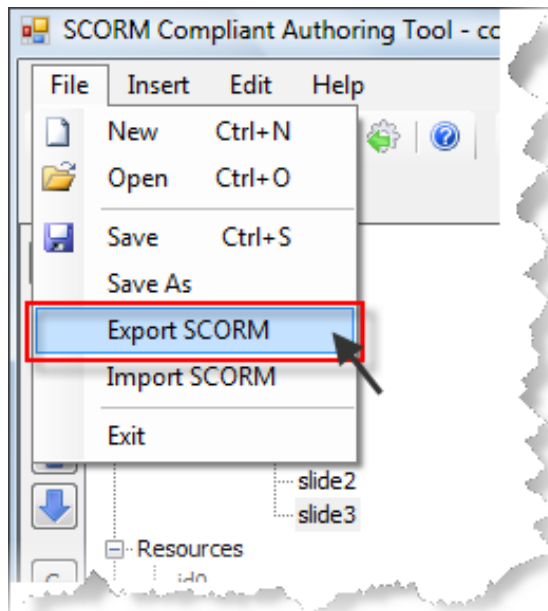 SCORM Compliant Authoring Tool - cc
File Insert Edit Help
New Ctrl+N
Open Ctrl+O
Save Ctrl+S
Save As
Export SCORM
Import SCORM
Exit
slide2
slide3
Resources
id0